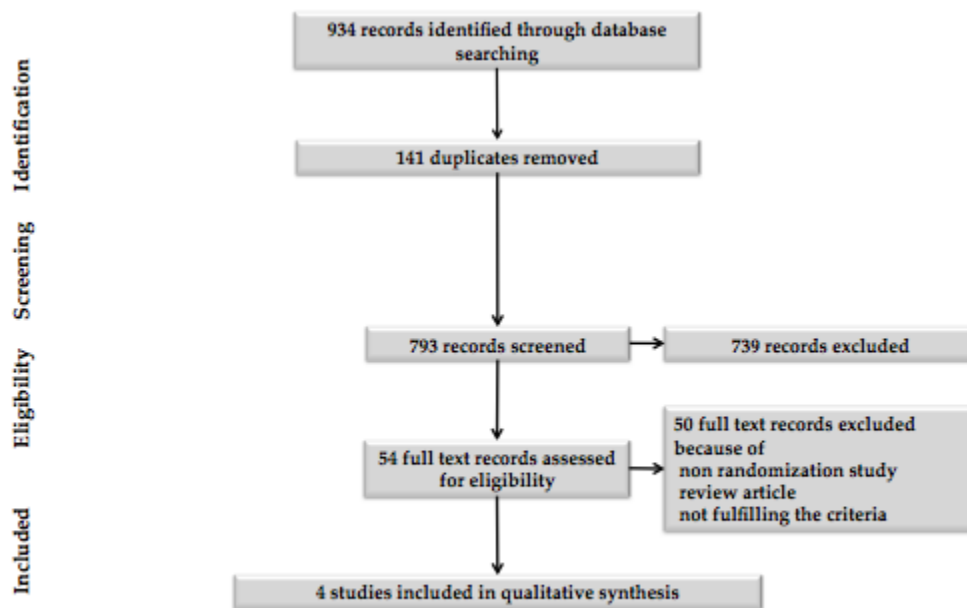 934 records identified through database
searching
Identification
141 duplicates removed
Screening
793 records screened
739 records excluded
Eligibility
54 full text records assessed
for eligibility
50 full text records excluded
because of
non randomization study
review article
not fulfilling the criteria
Included
4 studies included in qualitative synthesis